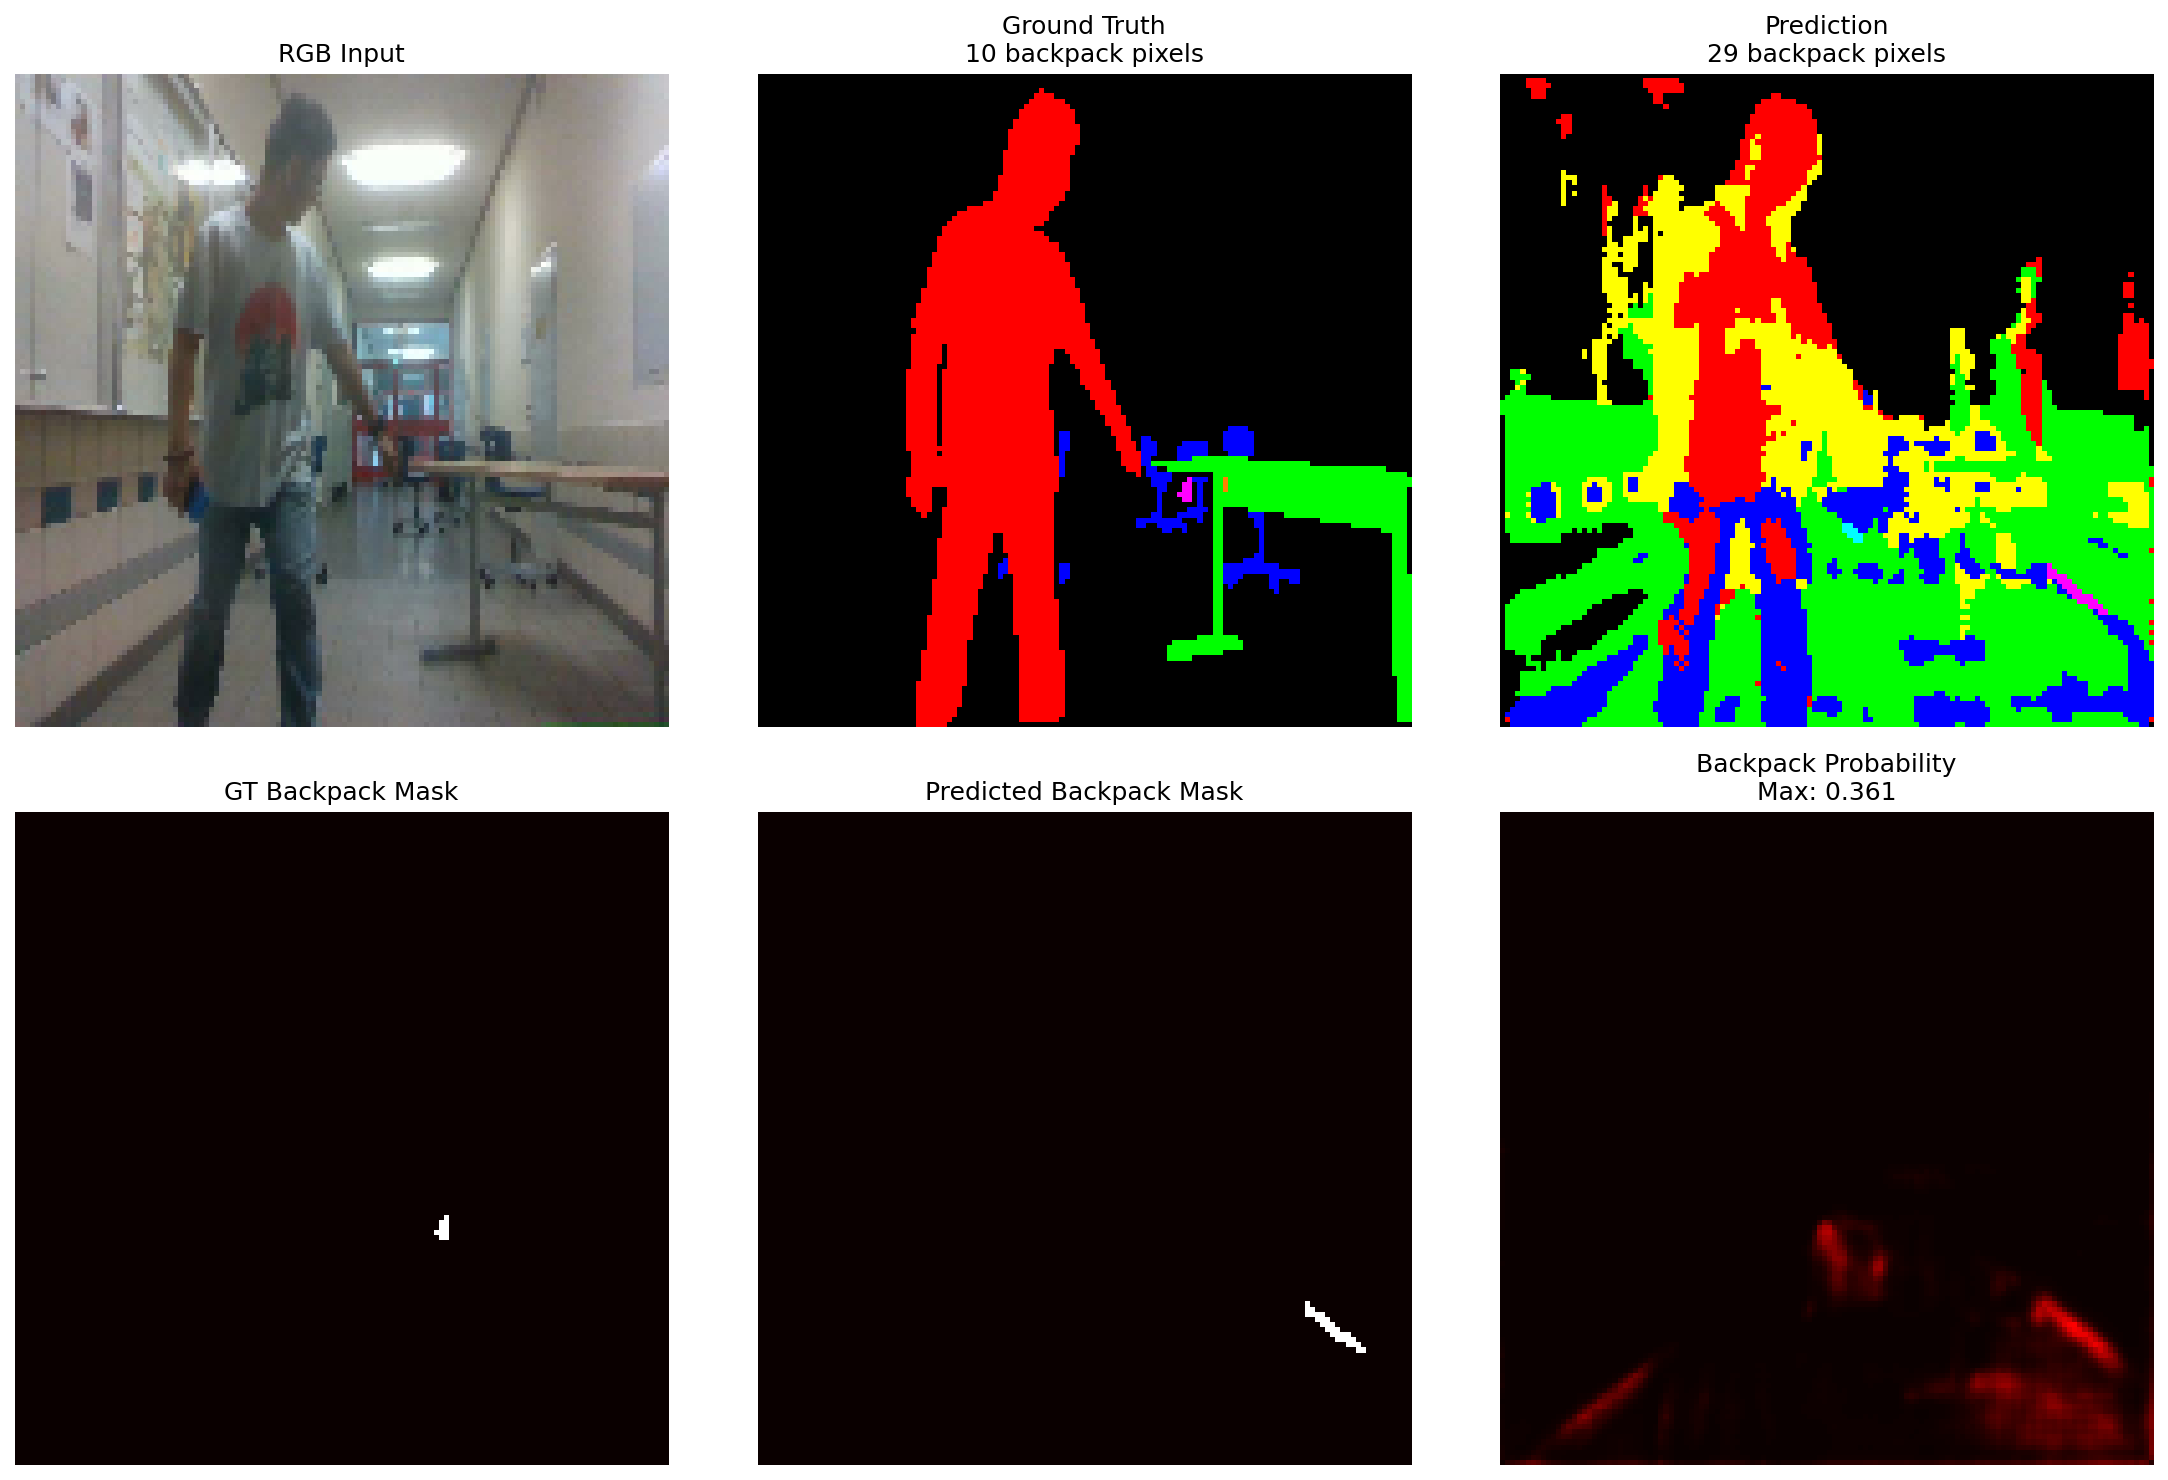 RGB Input
Ground Truth
10 backpack pixels
Prediction
29 backpack pixels
GT Backpack Mask
Predicted Backpack Mask
Backpack Probability
Max: 0.361